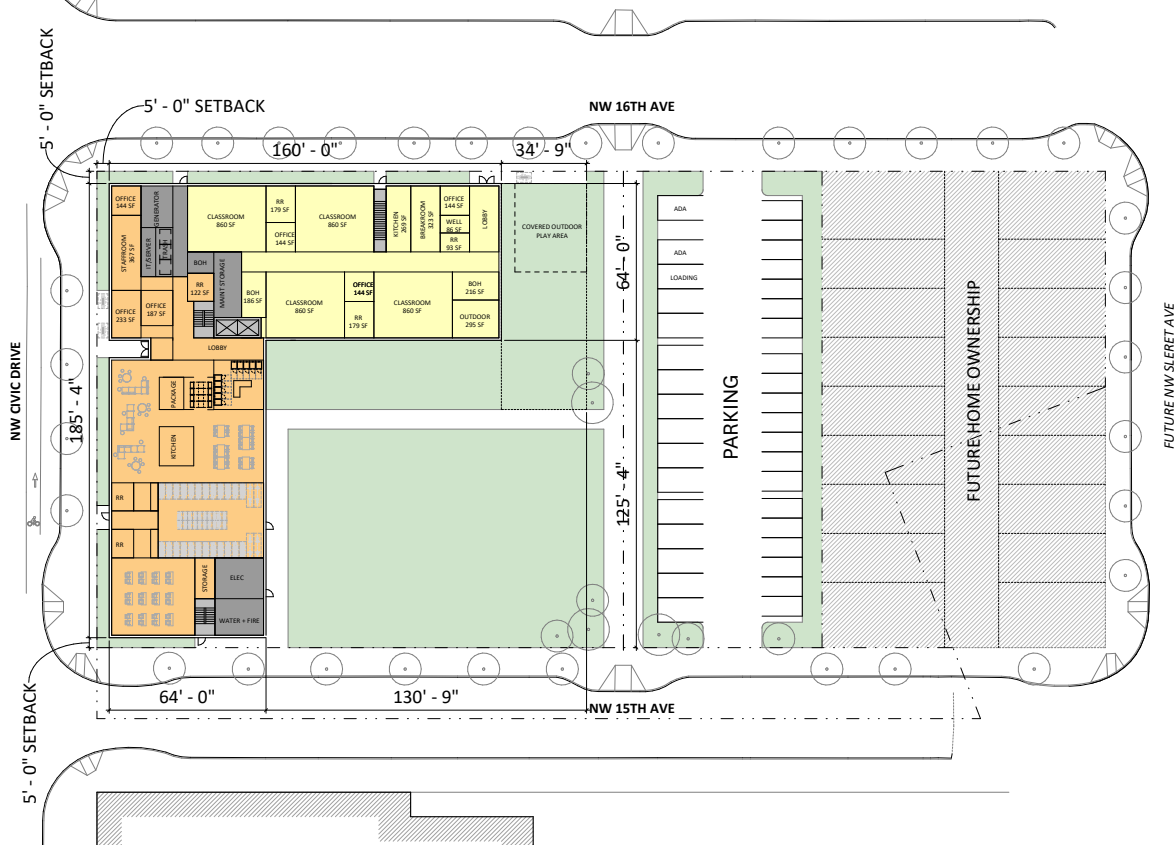 5' - 0" SETBACK
5' - 0" SETBACK
NW 16TH AVE
160' - 0"
34' - 9"
OFFICE
144 SF
GENERATOR
CLASSROOM
860 SF
RR
179 SF
OFFICE
144 SF
CLASSROOM
860 SF
KITCHEN
269 SF
BREAKROOM
323 SF
OFFICE
144 SF
WELL
86 SF
RR
93 SF
LOBBY
COVERED OUTDOOR
PLAY AREA
STAFFROOM
367 SF
IT/SERVER
TRASH
BOH
RR
122 SF
MAINT STORAGE
BOH
186 SF
CLASSROOM
860 SF
OFFICE
144 SF
RR
179 SF
CLASSROOM
860 SF
BOH
216 SF
OUTDOOR
295 SF
OFFICE
233 SF
OFFICE
187 SF
LOBBY
64' - 0"
ADA
ADA
LOADING
PACKAGE
KITCHEN
RR
RR
STORAGE
ELEC
WATER + FIRE
NW CIVIC DRIVE
185' - 4"
125' - 4"
PARKING
FUTURE HOME OWNERSHIP
FUTURE NW SLERET AVE
64' - 0"
130' - 9"
NW 15TH AVE
5' - 0" SETBACK